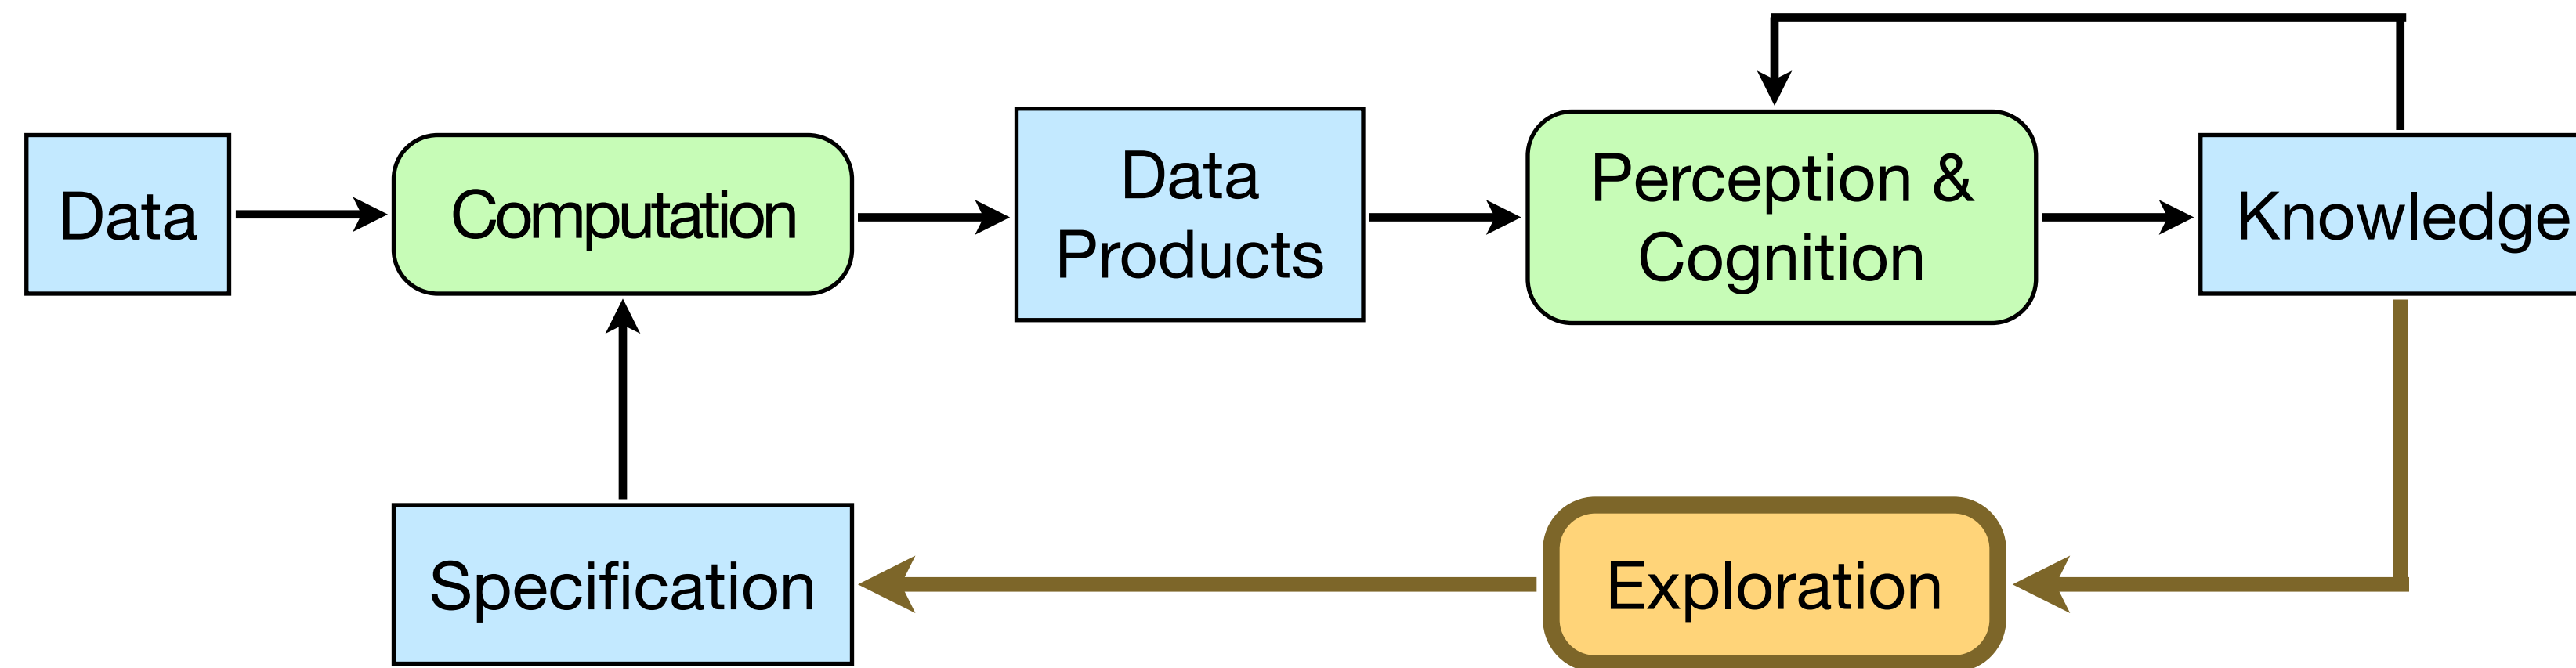 Data
Computation
Data
Products
Perception &
Cognition
Knowledge
Specification
Exploration